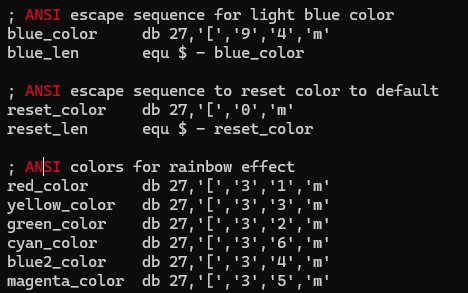 ; ANSI escape sequence for light blue color
blue_color    db 27,'[','9','4','m'
blue_len      equ $ - blue_color

; ANSI escape sequence to reset color to default
reset_color   db 27,'[','0','m'
reset_len     equ $ - reset_color

; ANSI colors for rainbow effect
red_color     db 27,'[','3','1','m'
yellow_color  db 27,'[','3','3','m'
green_color   db 27,'[','3','2','m'
cyan_color    db 27,'[','3','6','m'
blue2_color   db 27,'[','3','4','m'
magenta_color db 27,'[','3','5','m'